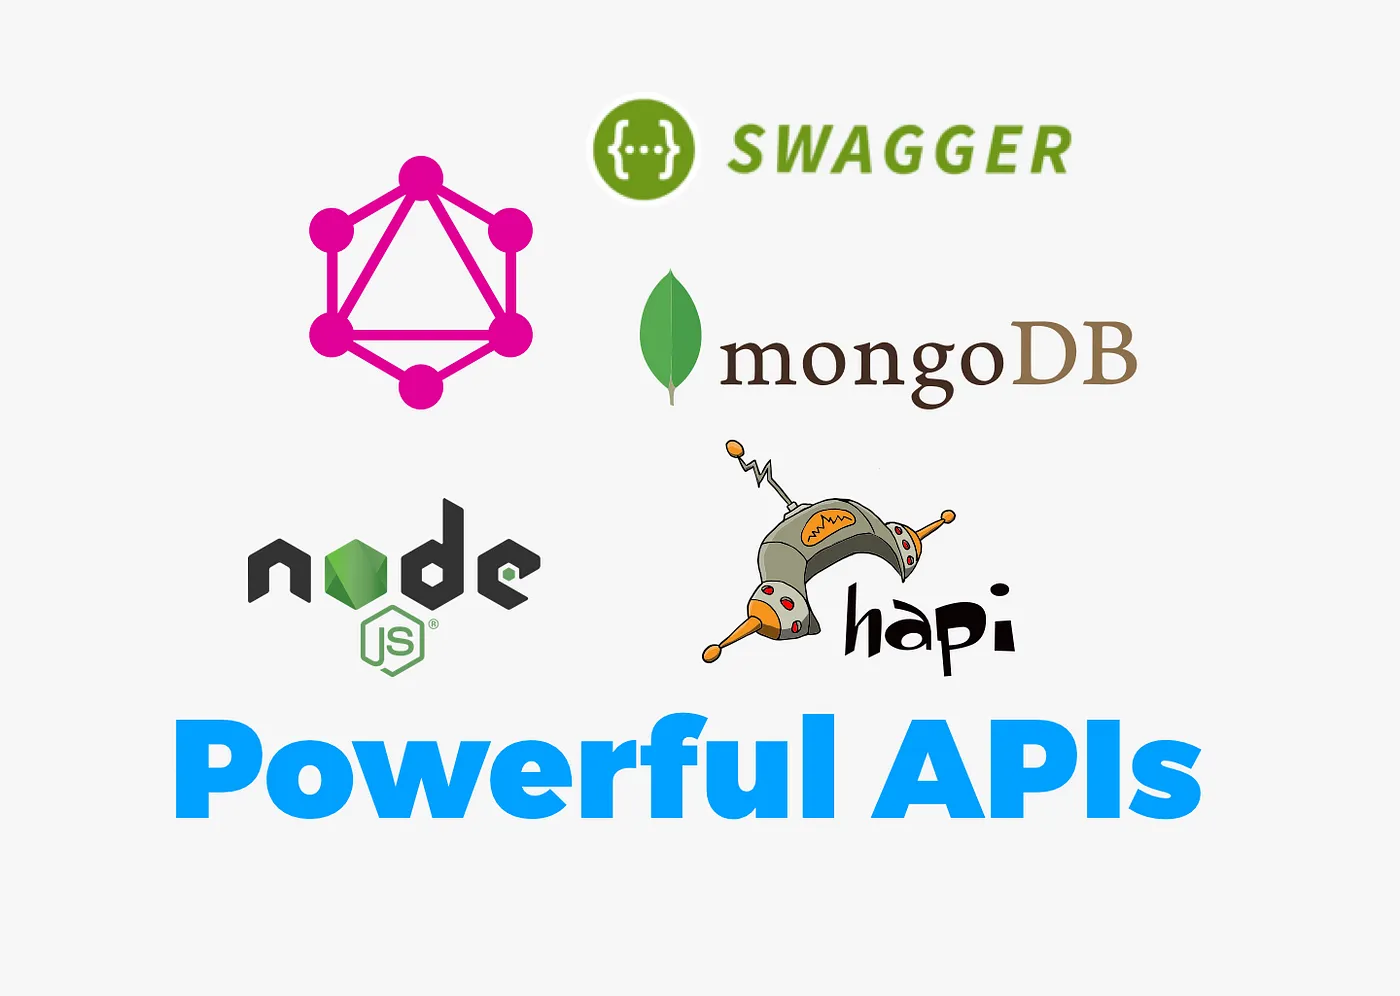 {...} SWAGGER
mongoDB
node
JS®
hapi
Powerful APIs